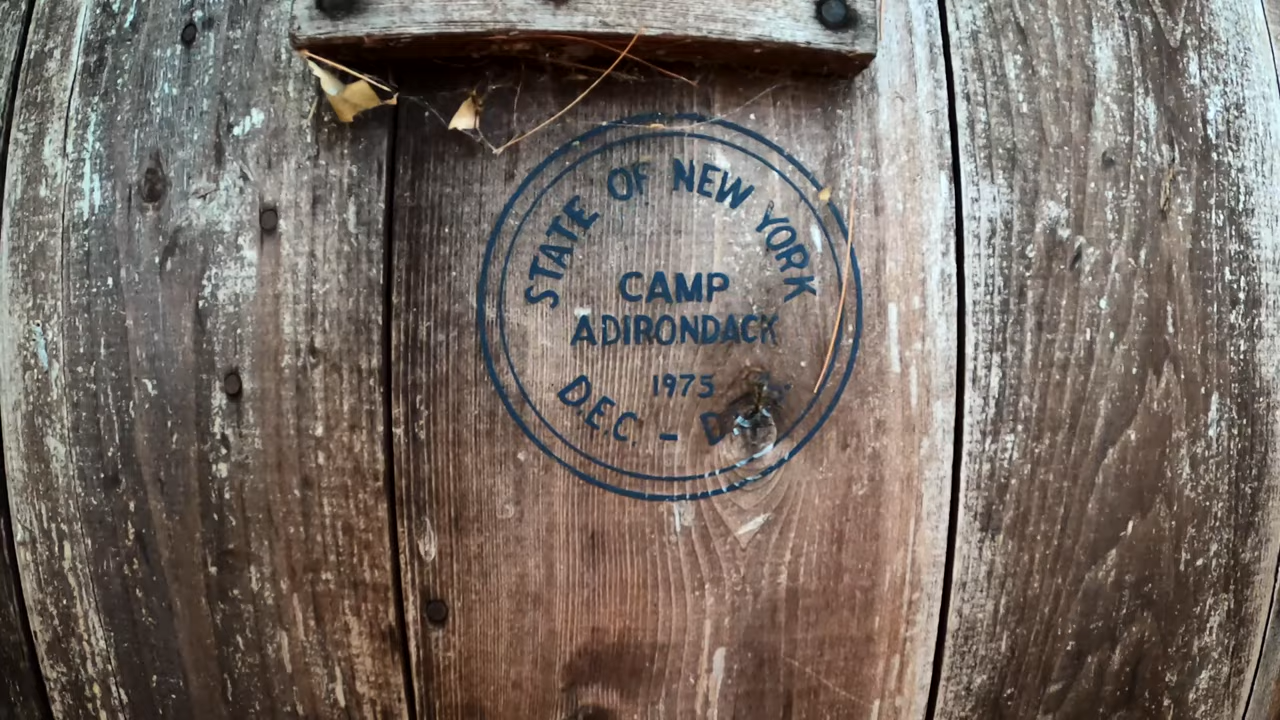 STATE OF NEW YORK
CAMP
ADIRONDACK
1975
D.E.C. -